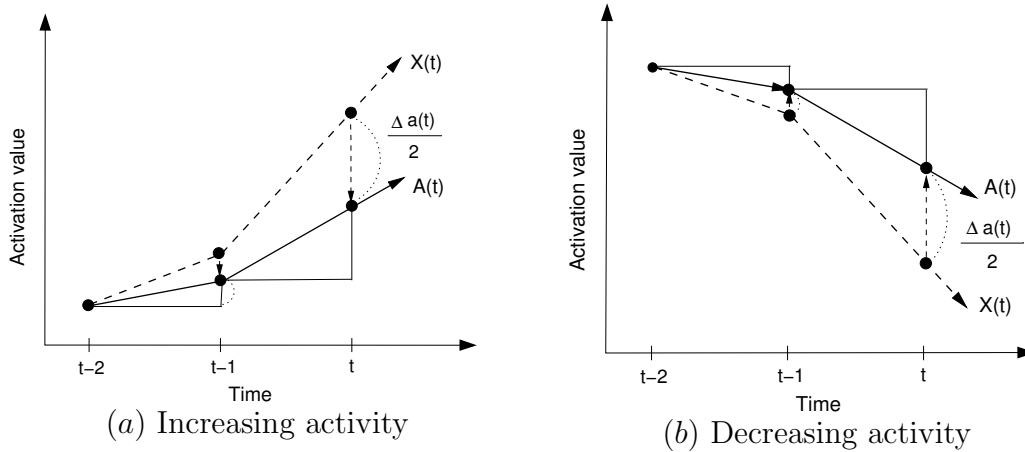 Activation value
X(t)
Δ a(t)
2
A(t)
t−2
t−1
t
Time
(a) Increasing activity
Activation value
A(t)
Δ a(t)
2
X(t)
t−2
t−1
t
Time
(b) Decreasing activity